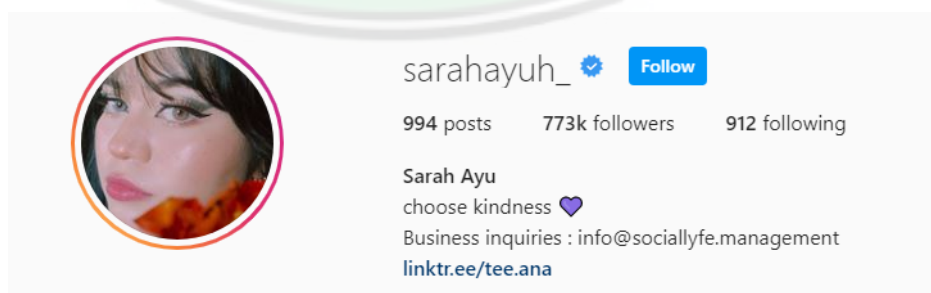 sarahayuh_ Follow
994 posts 773k followers 912 following
Sarah Ayu
choose kindness 💜
Business inquiries : info@sociallyfe.management
linktr.ee/tee.ana